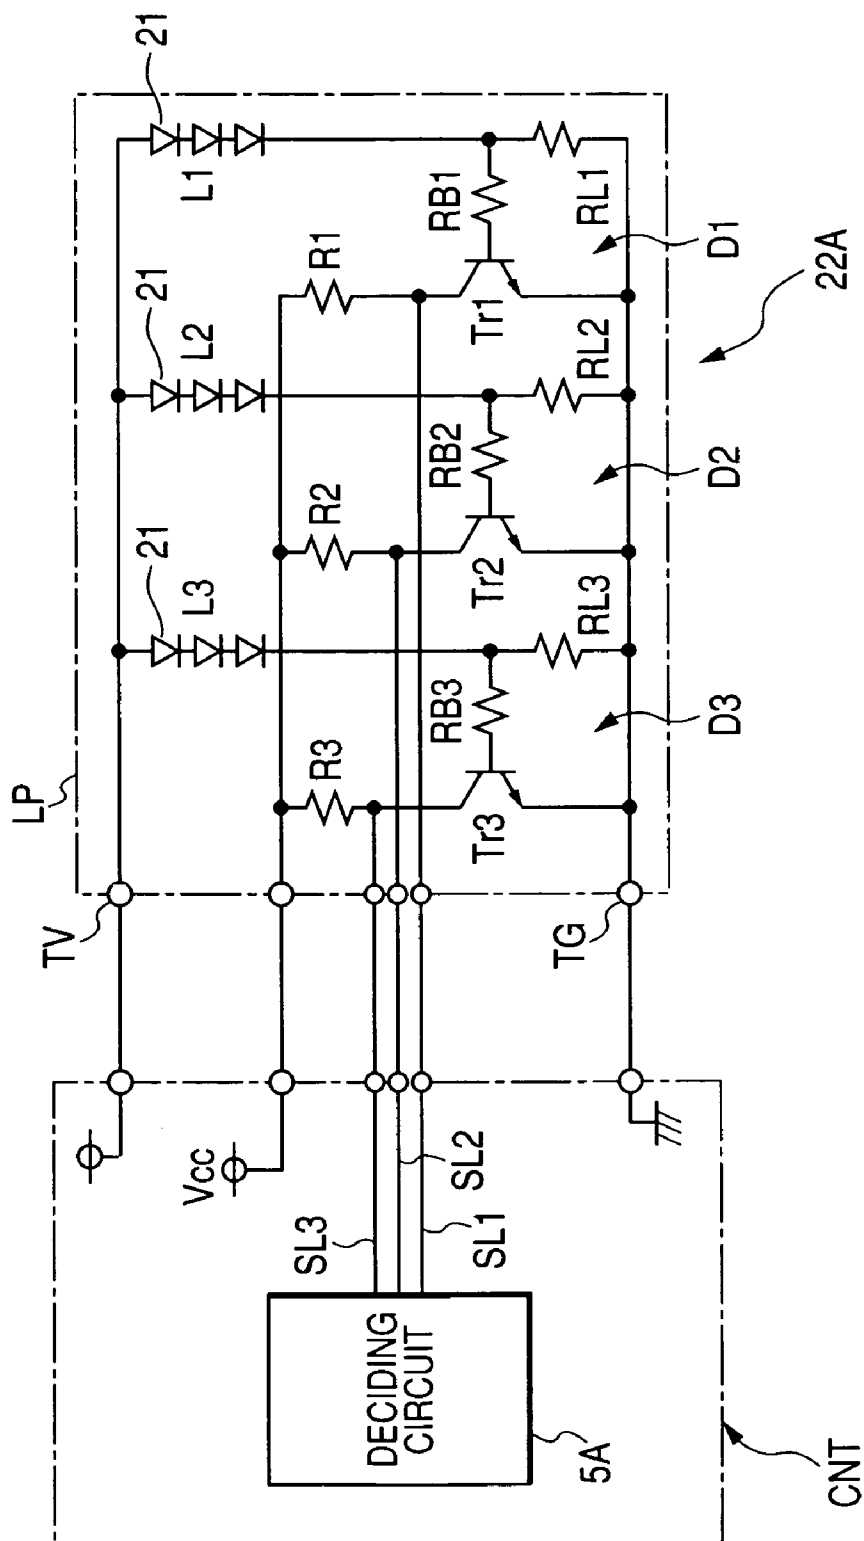 LP
21
21
21
L3
L2
L1
TV
R3
R2
R1
Vcc
RB3
RB2
RB1
SL3
SL2
SL1
Tr3
Tr2
Tr1
RL3
RL2
RL1
DECIDING
CIRCUIT
TG
5A
D3
D2
D1
22A
CNT